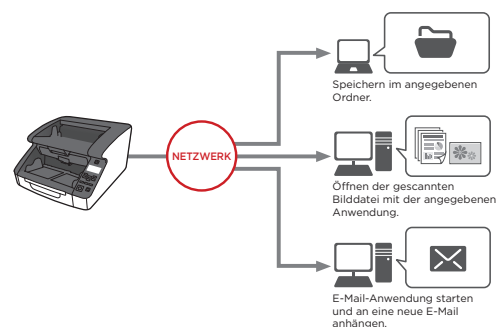 NETZWERK
Speichern im angegebenen
Ordner.
Öffnen der gescannten
Bilddatei mit der angegebenen
Anwendung.
E-Mail-Anwendung starten
und an eine neue E-Mail
anhängen.